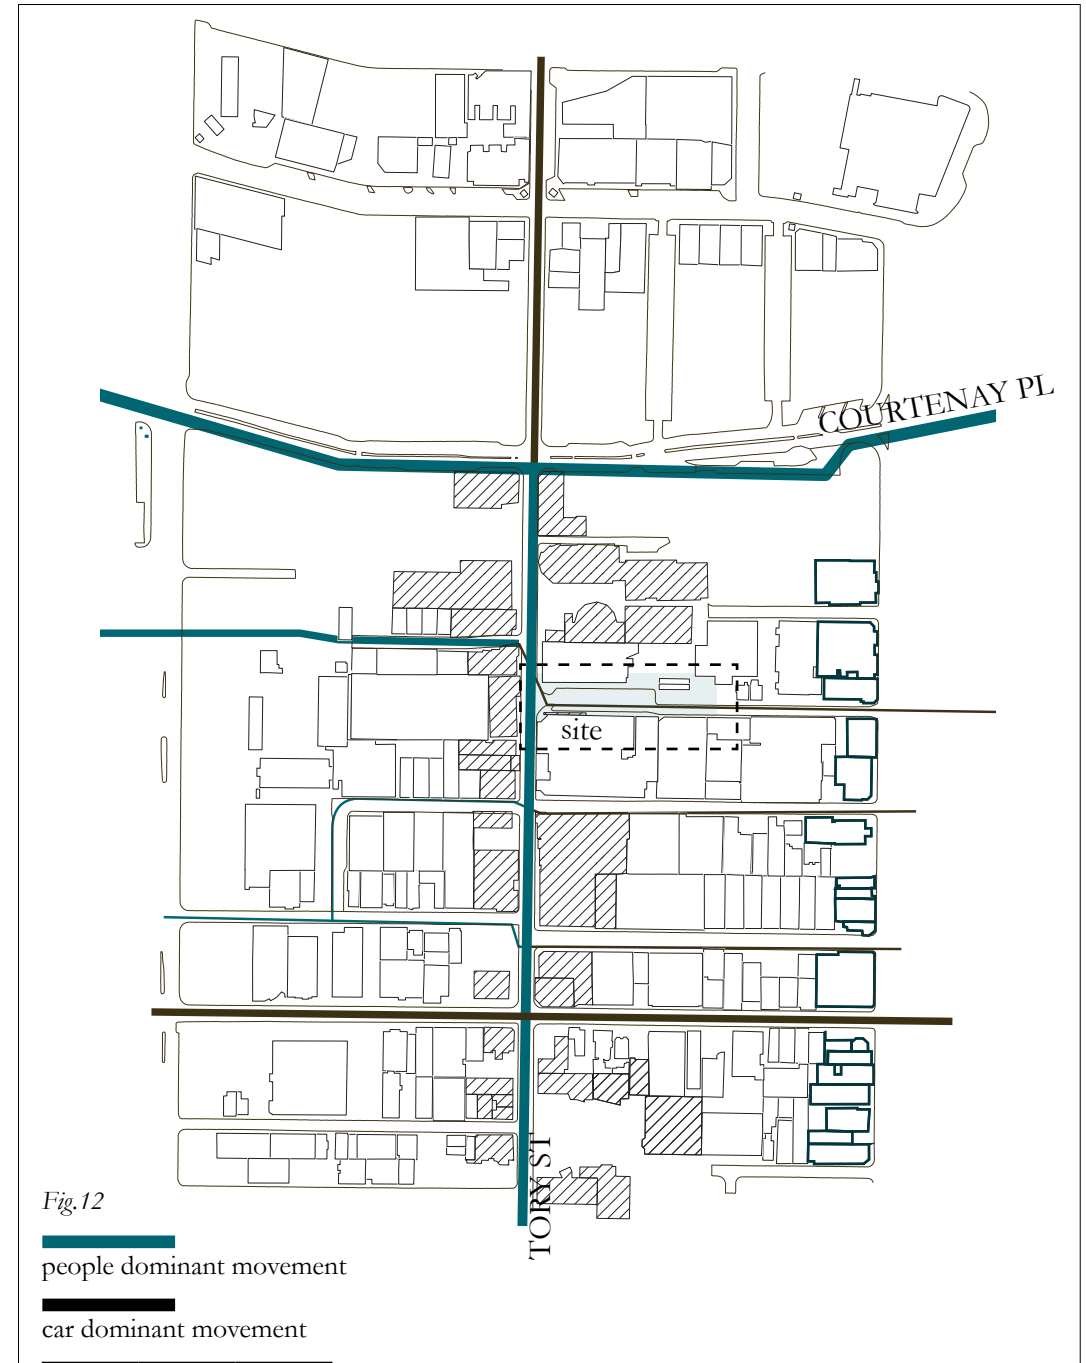 COURTENAY PL
site
TORY ST
Fig.12
people dominant movement
car dominant movement